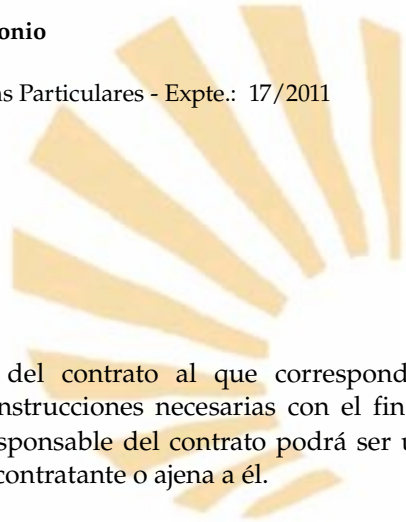 onio
s Particulares - Expte.: 17/2011
del contrato al que correspond
nstrucciones necesarias con el fin
sponsable del contrato podrá ser u
contratante o ajena a él.